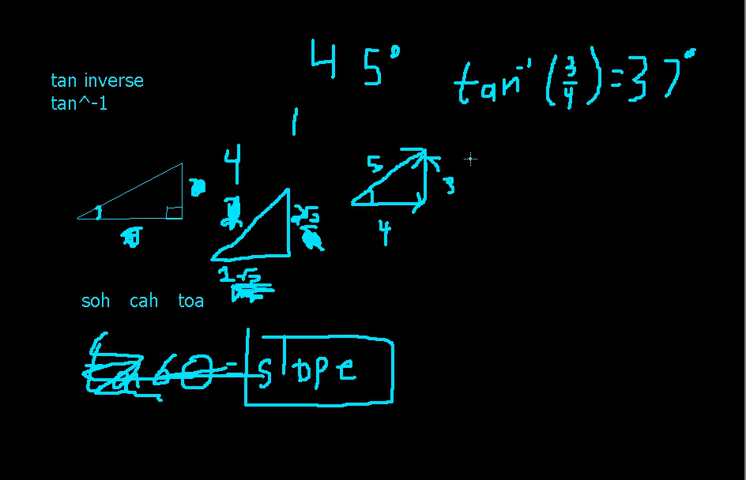 45°
tan⁻¹(3/4)=37°
tan inverse
tan^-1
1
4
5
3
4
soh cah toa
= slope